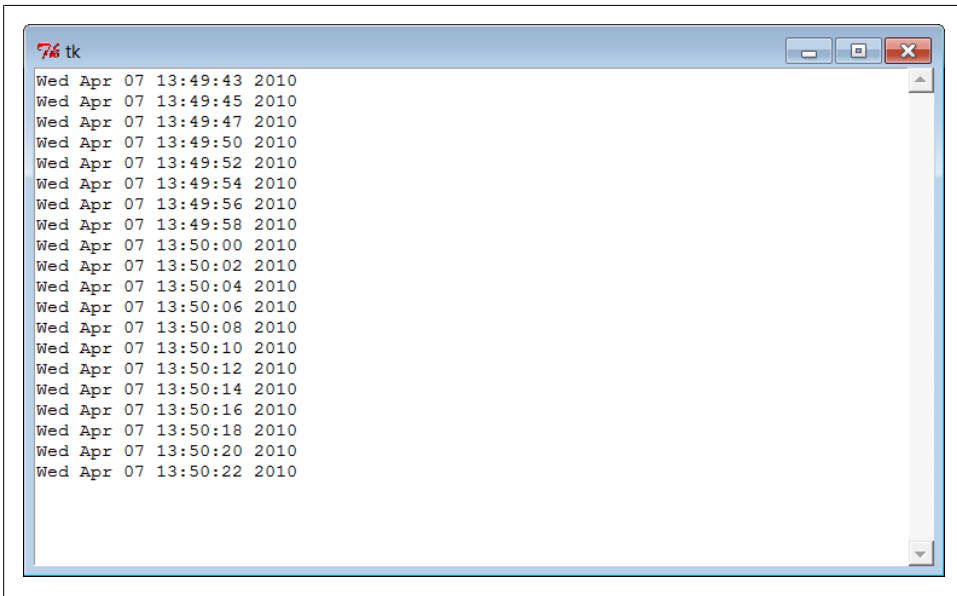 tk
Wed Apr 07 13:49:43 2010
Wed Apr 07 13:49:45 2010
Wed Apr 07 13:49:47 2010
Wed Apr 07 13:49:50 2010
Wed Apr 07 13:49:52 2010
Wed Apr 07 13:49:54 2010
Wed Apr 07 13:49:56 2010
Wed Apr 07 13:49:58 2010
Wed Apr 07 13:50:00 2010
Wed Apr 07 13:50:02 2010
Wed Apr 07 13:50:04 2010
Wed Apr 07 13:50:06 2010
Wed Apr 07 13:50:08 2010
Wed Apr 07 13:50:10 2010
Wed Apr 07 13:50:12 2010
Wed Apr 07 13:50:14 2010
Wed Apr 07 13:50:16 2010
Wed Apr 07 13:50:18 2010
Wed Apr 07 13:50:20 2010
Wed Apr 07 13:50:22 2010